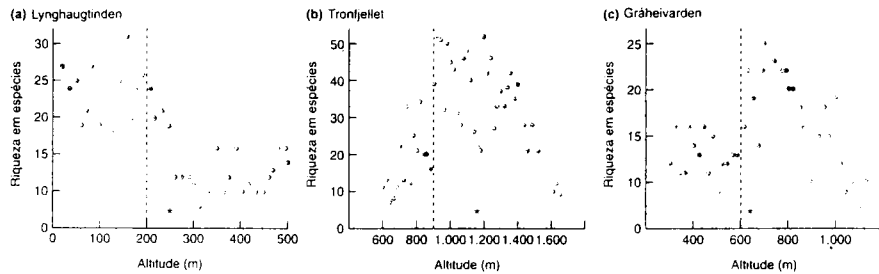 (a) Lynghaugtinden
Riqueza em espécies
30
25
20
15
10
5
0
0 100 200 300 400 500
Altitude (m)
(b) Tronfjellet
Riqueza em espécies
50
40
30
20
10
0
600 800 1.000 1.200 1.400 1.600
Altitude (m)
(c) Gråheivarden
Riqueza em espécies
25
20
15
10
5
0
400 600 800 1.000
Altitude (m)